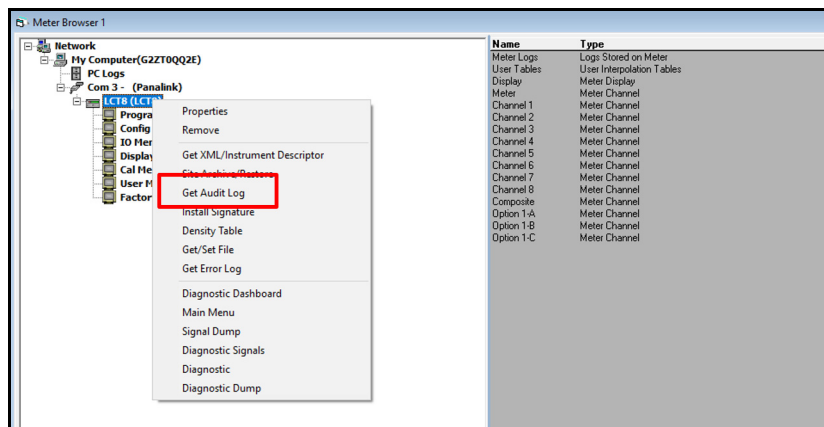 Meter Browser 1
Network
My Computer(G2ZT0QQ2E)
PC Logs
Com 3 - (Panalink)
LCT8 (LCT8)
Progra
Config
IO Mer
Display
Cal Me
User M
Factor
Properties
Remove
Get XML/Instrument Descriptor
Site Archive/Restore
Get Audit Log
Install Signature
Density Table
Get/Set File
Get Error Log
Diagnostic Dashboard
Main Menu
Signal Dump
Diagnostic Signals
Diagnostic
Diagnostic Dump
Name Type
Meter Logs Logs Stored on Meter
User Tables User Interpolation Tables
Display Meter Display
Meter Meter Channel
Channel 1 Meter Channel
Channel 2 Meter Channel
Channel 3 Meter Channel
Channel 4 Meter Channel
Channel 5 Meter Channel
Channel 6 Meter Channel
Channel 7 Meter Channel
Channel 8 Meter Channel
Composite Meter Channel
Option 1-A Meter Channel
Option 1-B Meter Channel
Option 1-C Meter Channel